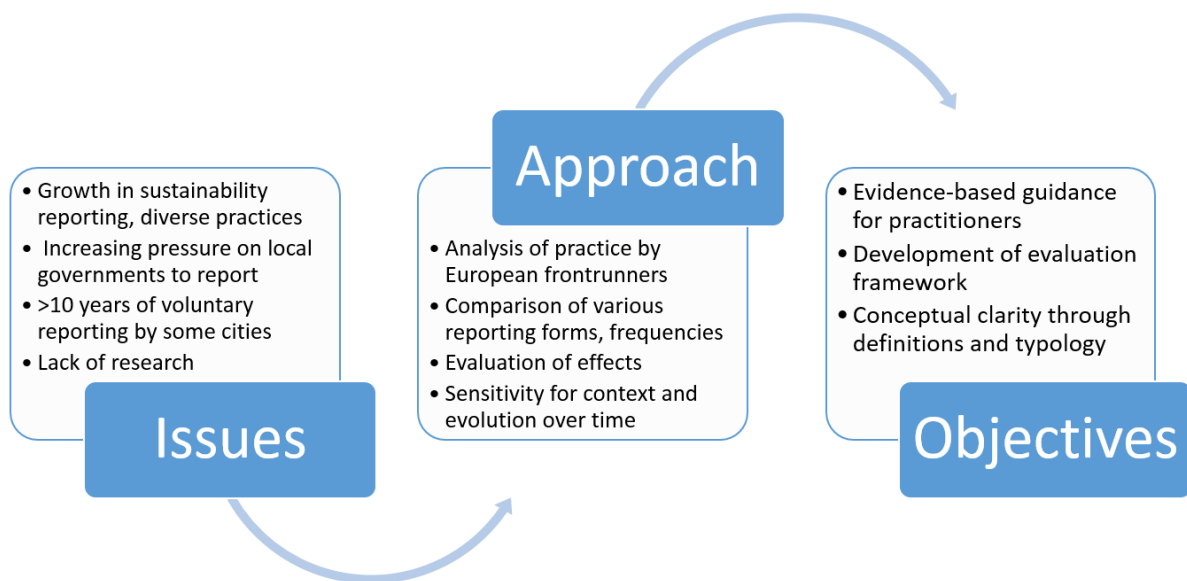 • Growth in sustainability
reporting, diverse practices
• Increasing pressure on local
governments to report
• >10 years of voluntary
reporting by some cities
• Lack of research
Issues
Approach
• Analysis of practice by
European frontrunners
• Comparison of various
reporting forms, frequencies
• Evaluation of effects
• Sensitivity for context and
evolution over time
• Evidence-based guidance
for practitioners
• Development of evaluation
framework
• Conceptual clarity through
definitions and typology
Objectives